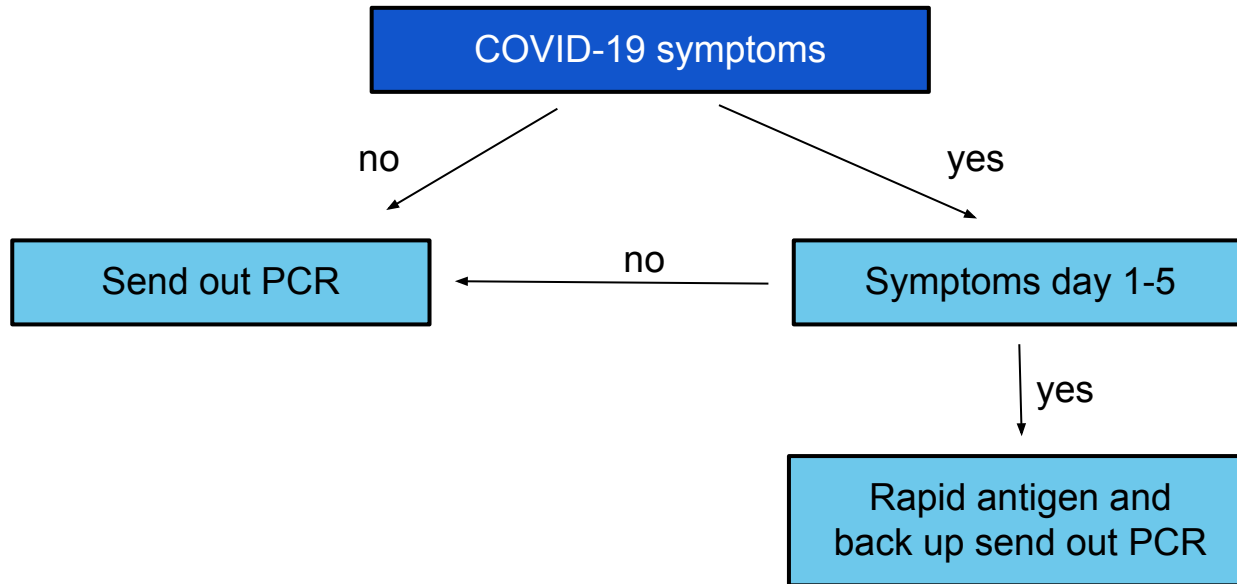 COVID-19 symptoms
no
yes
Send out PCR
no
Symptoms day 1-5
yes
Rapid antigen and
back up send out PCR